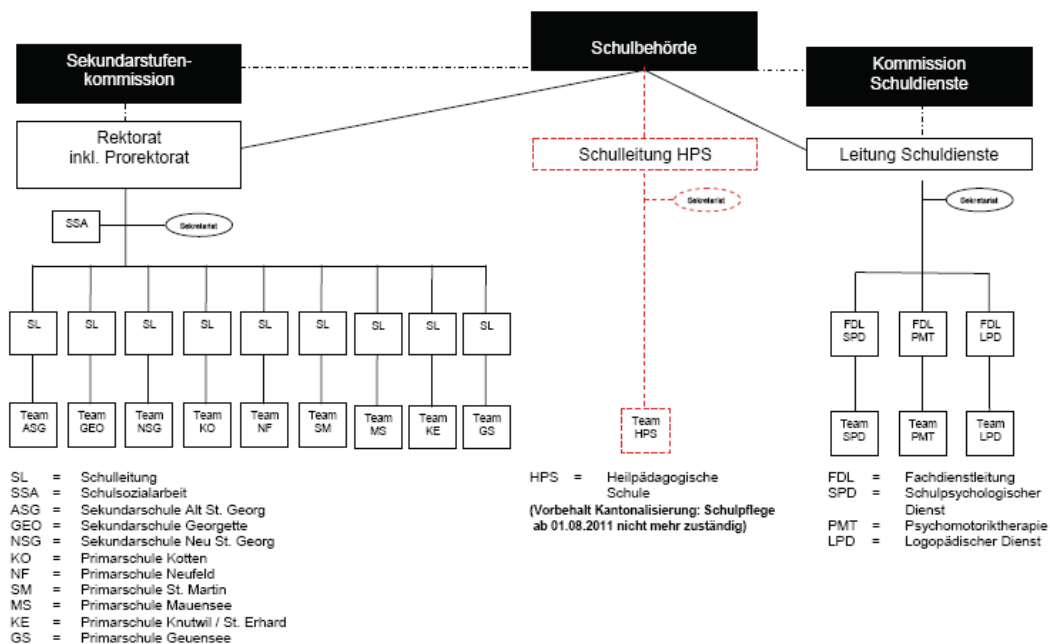 Sekundarstufen-
kommission
Schulbehörde
Kommission
Schuldienste
Rektorat
inkl. Prorektorat
Schulleitung HPS
Leitung Schuldienste
SSA
Sekretariat
Sekretariat
Sekretariat
SL
SL
SL
SL
SL
SL
SL
SL
SL
FDL
SPD
FDL
PMT
FDL
LPD
Team
ASG
Team
GEO
Team
NSG
Team
KO
Team
NF
Team
SM
Team
MS
Team
KE
Team
GS
Team
HPS
Team
SPD
Team
PMT
Team
LPD
SL = Schulleitung
SSA = Schulsozialarbeit
ASG = Sekundarschule Alt St. Georg
GEO = Sekundarschule Georgette
NSG = Sekundarschule Neu St. Georg
KO = Primarschule Kotten
NF = Primarschule Neufeld
SM = Primarschule St. Martin
MS = Primarschule Mauensee
KE = Primarschule Knutwil / St. Erhard
GS = Primarschule Geuensee
HPS = Heilpädagogische
Schule
(Vorbehalt Kantonalisierung: Schulpflege
ab 01.08.2011 nicht mehr zuständig)
FDL = Fachdienstleitung
SPD = Schulpsychologischer
Dienst
PMT = Psychomotoriktherapie
LPD = Logopädischer Dienst